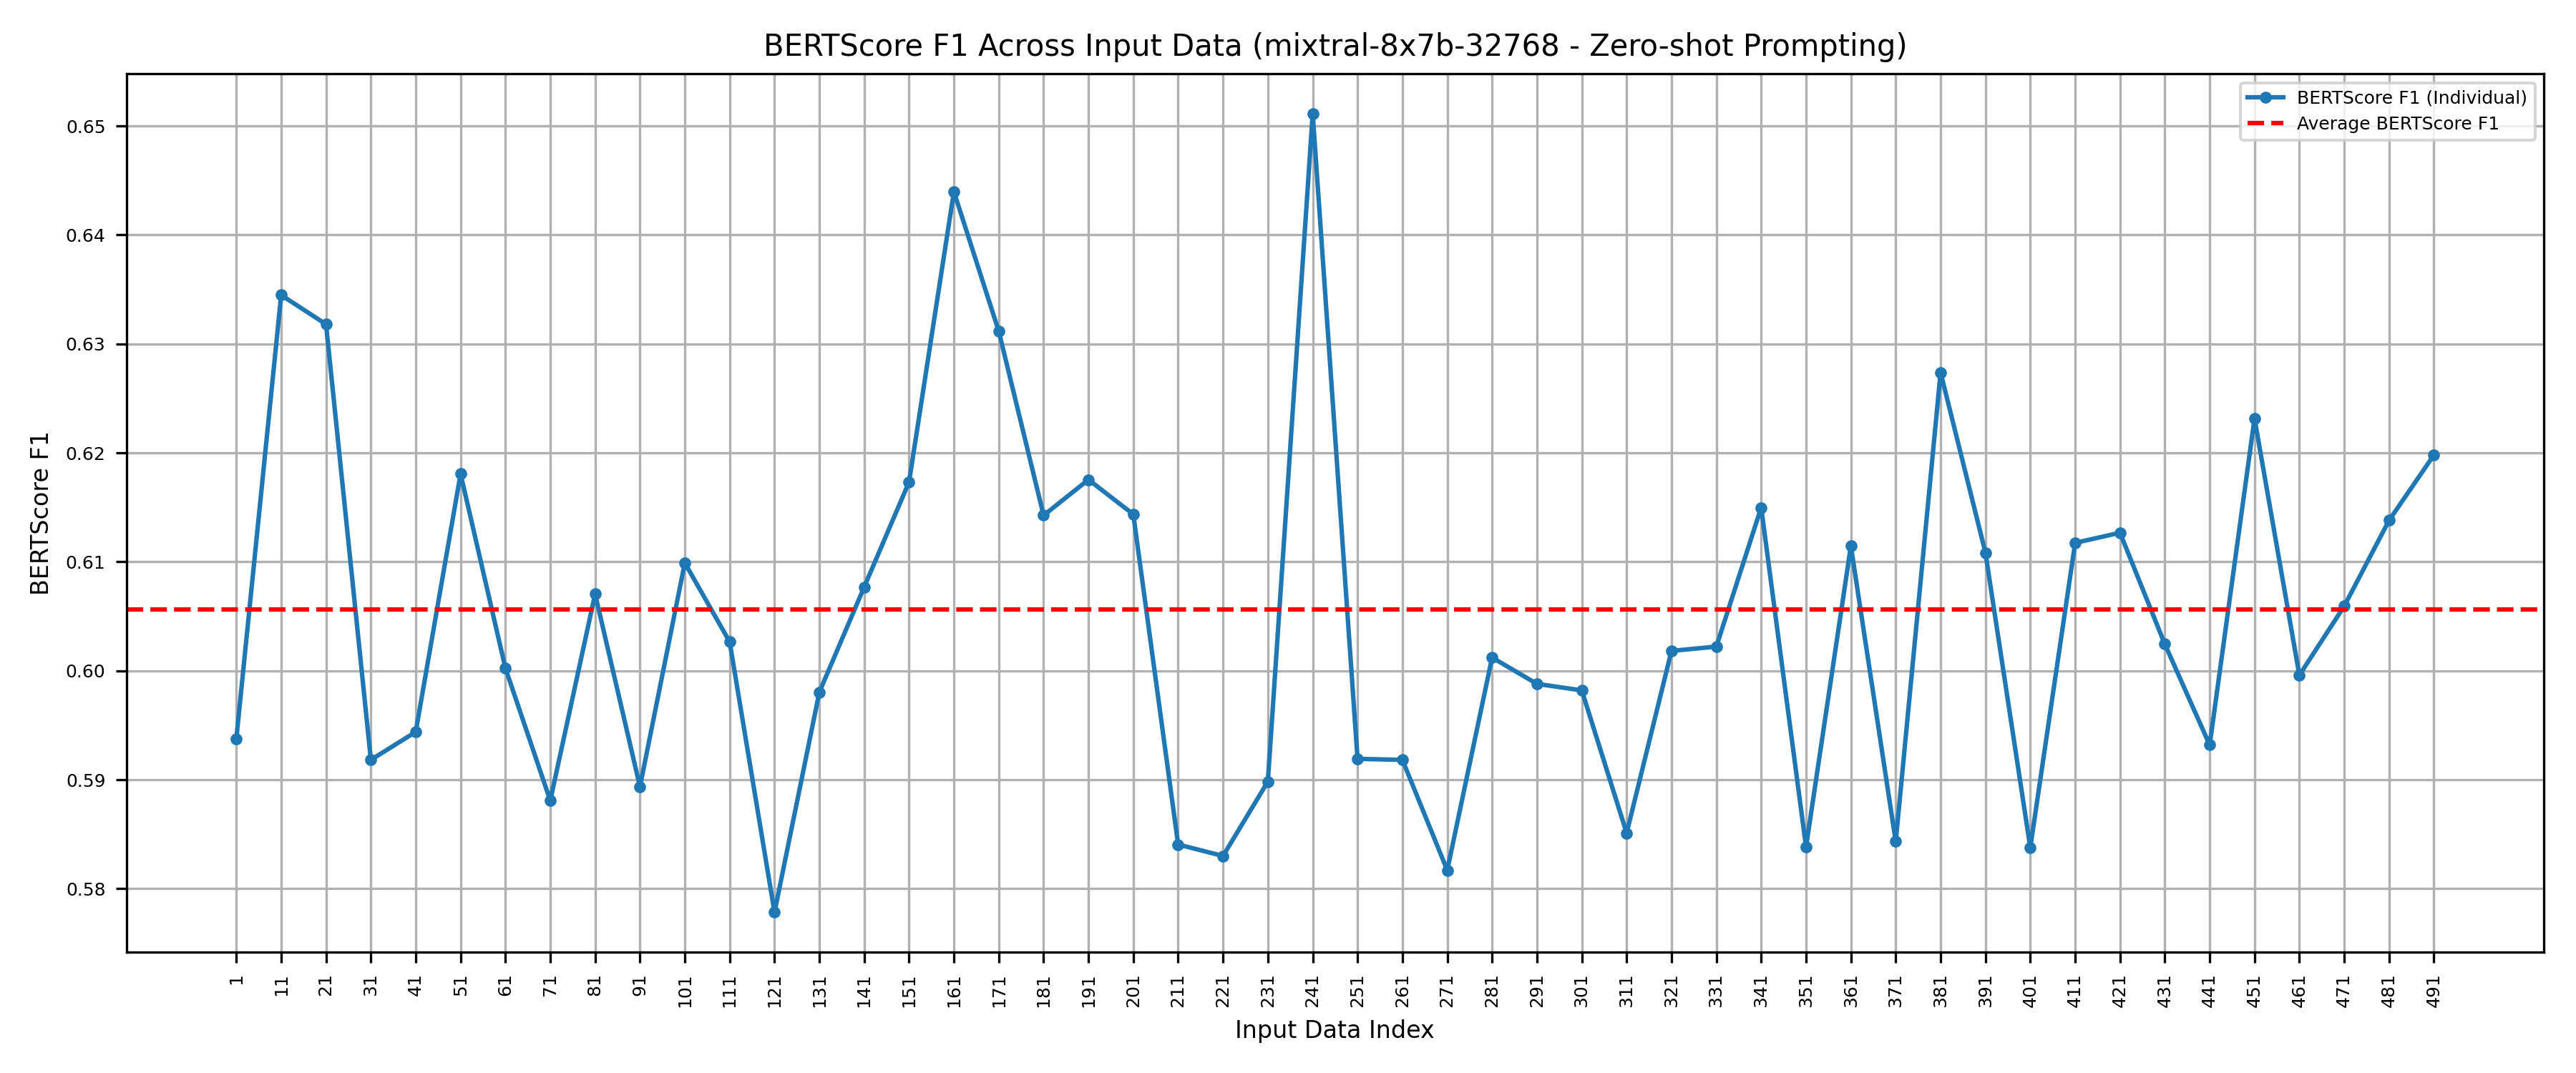 BERTScore F1 Across Input Data (mixtral-8x7b-32768 - Zero-shot Prompting)
BERTScore F1 (Individual)
Average BERTScore F1
0.65
0.64
0.63
0.62
0.61
0.60
0.59
0.58
BERTScore F1
1 11 21 31 41 51 61 71 81 91 101 111 121 131 141 151 161 171 181 191 201 211 221 231 241 251 261 271 281 291 301 311 321 331 341 351 361 371 381 391 401 411 421 431 441 451 461 471 481 491
Input Data Index